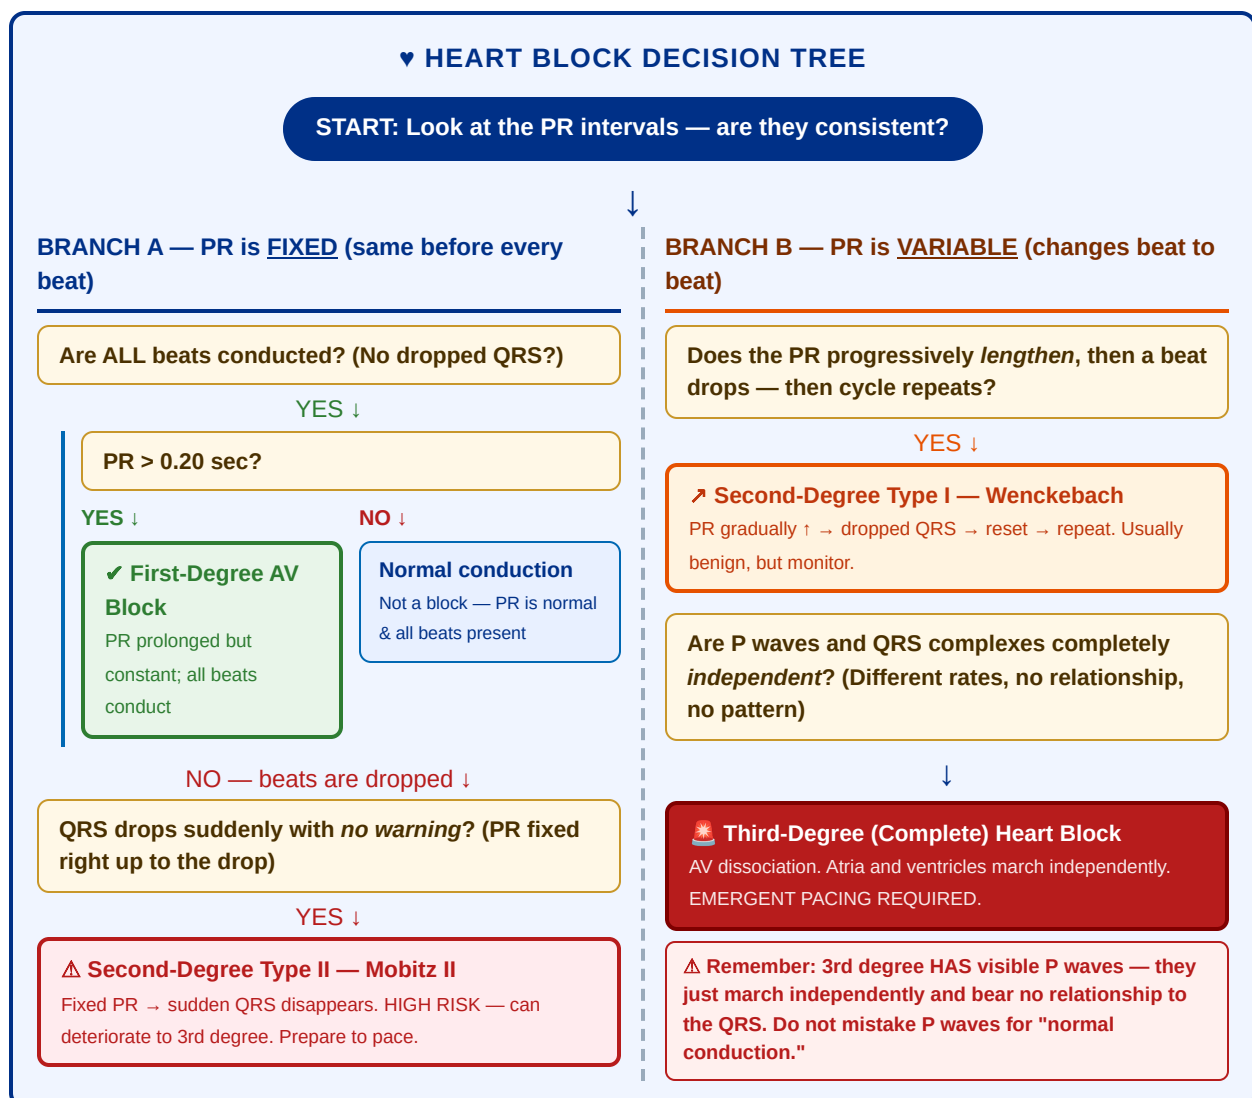 ♥ HEART BLOCK DECISION TREE
START: Look at the PR intervals — are they consistent?
↓
BRANCH A — PR is FIXED (same before every
beat)
Are ALL beats conducted? (No dropped QRS?)
YES ↓
PR > 0.20 sec?
YES ↓
✔ First-Degree AV
Block
PR prolonged but
constant; all beats
conduct
NO ↓
Normal conduction
Not a block — PR is normal
& all beats present
NO — beats are dropped ↓
QRS drops suddenly with no warning? (PR fixed
right up to the drop)
YES ↓
⚠ Second-Degree Type II — Mobitz II
Fixed PR → sudden QRS disappears. HIGH RISK — can
deteriorate to 3rd degree. Prepare to pace.
BRANCH B — PR is VARIABLE (changes beat to
beat)
Does the PR progressively lengthen, then a beat
drops — then cycle repeats?
YES ↓
↗ Second-Degree Type I — Wenckebach
PR gradually ↑ → dropped QRS → reset → repeat. Usually
benign, but monitor.
Are P waves and QRS complexes completely
independent? (Different rates, no relationship,
no pattern)
↓
🚨 Third-Degree (Complete) Heart Block
AV dissociation. Atria and ventricles march independently.
EMERGENT PACING REQUIRED.
⚠ Remember: 3rd degree HAS visible P waves — they
just march independently and bear no relationship to
the QRS. Do not mistake P waves for "normal
conduction."